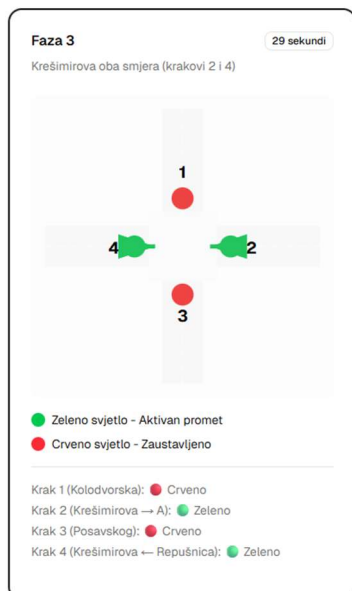 Faza 3
29 sekundi
Krešimirova oba smjera (krakovi 2 i 4)
1
4
2
3
Zeleno svjetlo - Aktivan promet
Crveno svjetlo - Zaustavljeno
Krak 1 (Kolodvorska): Crveno
Krak 2 (Krešimirova → A): Zeleno
Krak 3 (Posavskog): Crveno
Krak 4 (Krešimirova ← Repušnica): Zeleno